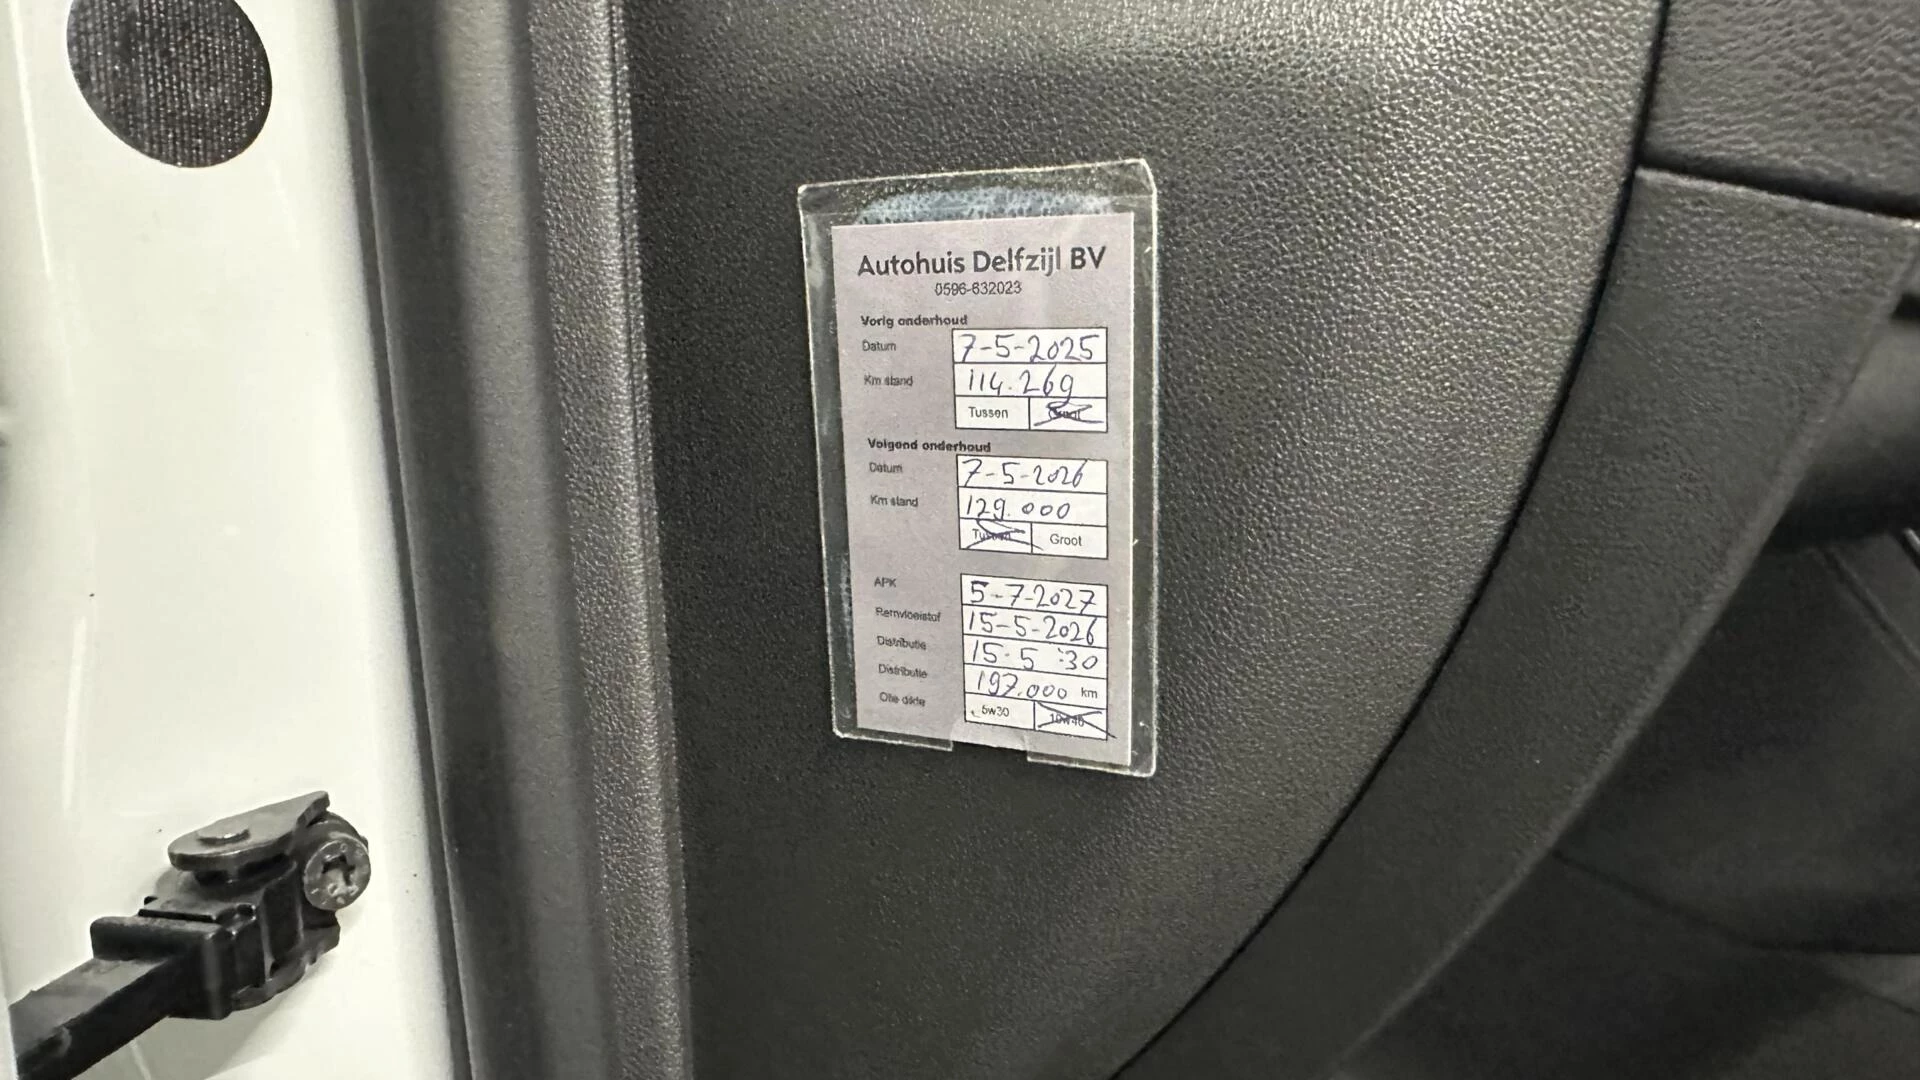 Autohuis Delfzijl BV
0596-632023
Vorig onderhoud
Datum 7-5-2025
Km stand 114.269
Tussen Groot
Volgend onderhoud
Datum 7-5-2026
Km stand 129.000
Tussen Groot
APK 5-7-2027
Remvloeistof 15-5-2026
Distributie 15-5 30
Distributie 197.000 km
Olie dikte 5w30 10w40